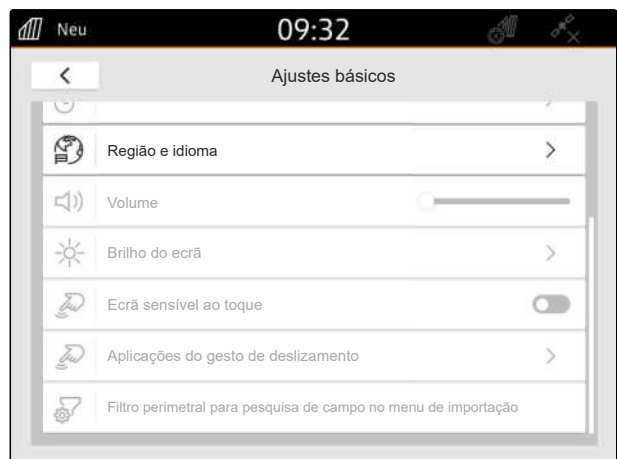 Neu
09:32
Ajustes básicos
Região e idioma
Volume
Brilho do ecrã
Ecrã sensível ao toque
Aplicações do gesto de deslizamento
Filtro perimetral para pesquisa de campo no menu de importação